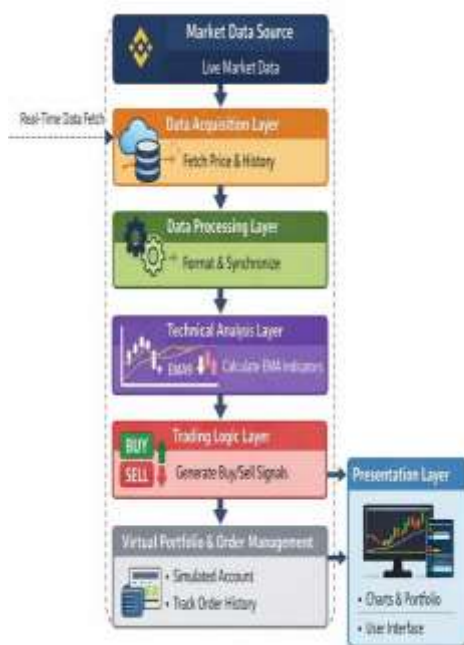 Market Data Source
Live Market Data
Real-Time Data Fetch
Data Acquisition Layer
Fetch Price & History
Data Processing Layer
Format & Synchronize
Technical Analysis Layer
Calculate EMA Indicators
Trading Logic Layer
BUY
SELL
Generate Buy/Sell Signals
Presentation Layer
Virtual Portfolio & Order Management
• Simulated Account
• Track Order History
• Charts & Portfolio
• User Interface